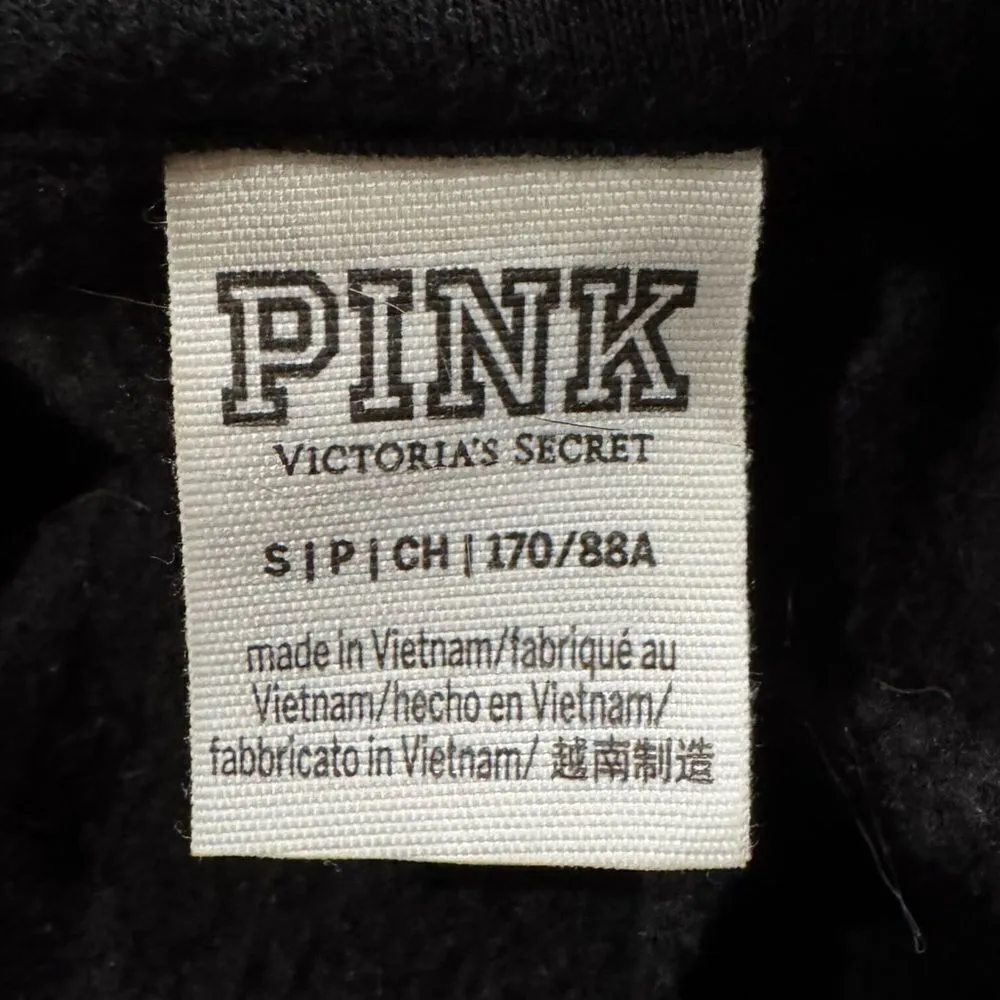 PINK
VICTORIA'S SECRET
S | P | CH | 170/88A
made in Vietnam/fabriqué au
Vietnam/hecho en Vietnam/
fabbricato in Vietnam/ 越南制造